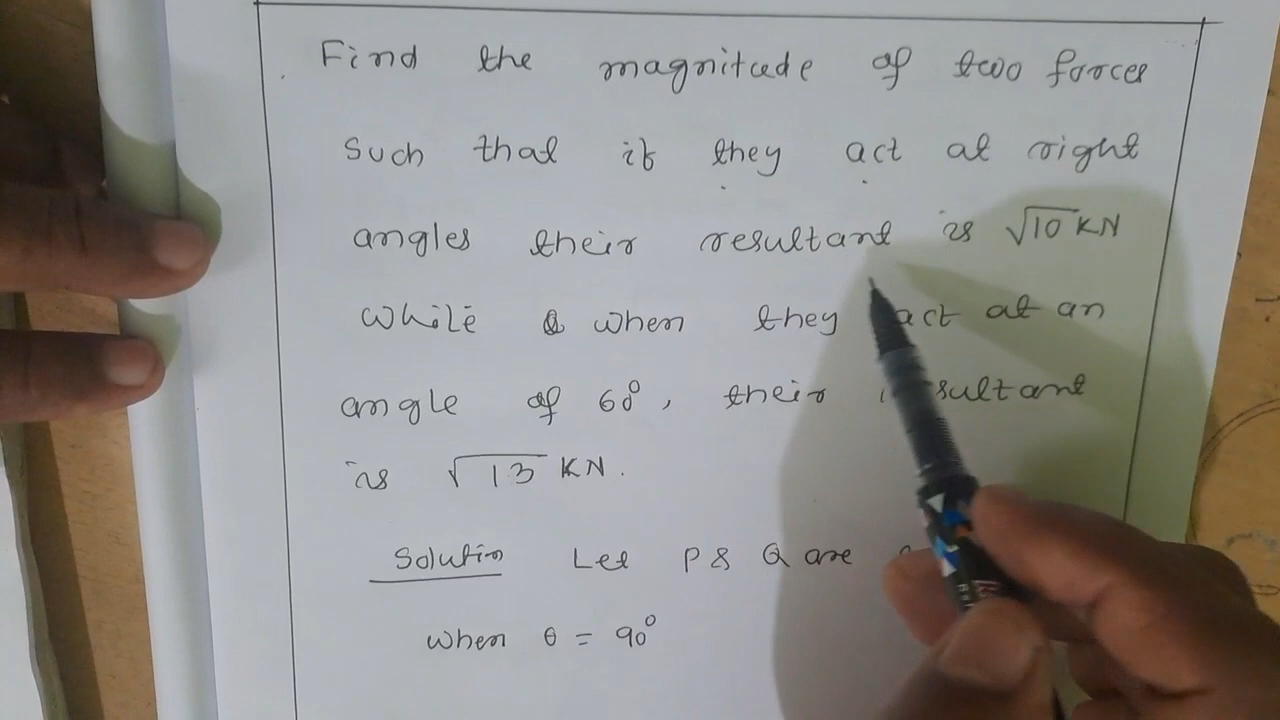 Find the magnitude of two forces
such that if they act at right
angles their resultant is √10 KN
while & when they act at an
angle of 60°, their
is √13 KN.
Solution Let P & Q are
when θ = 90°